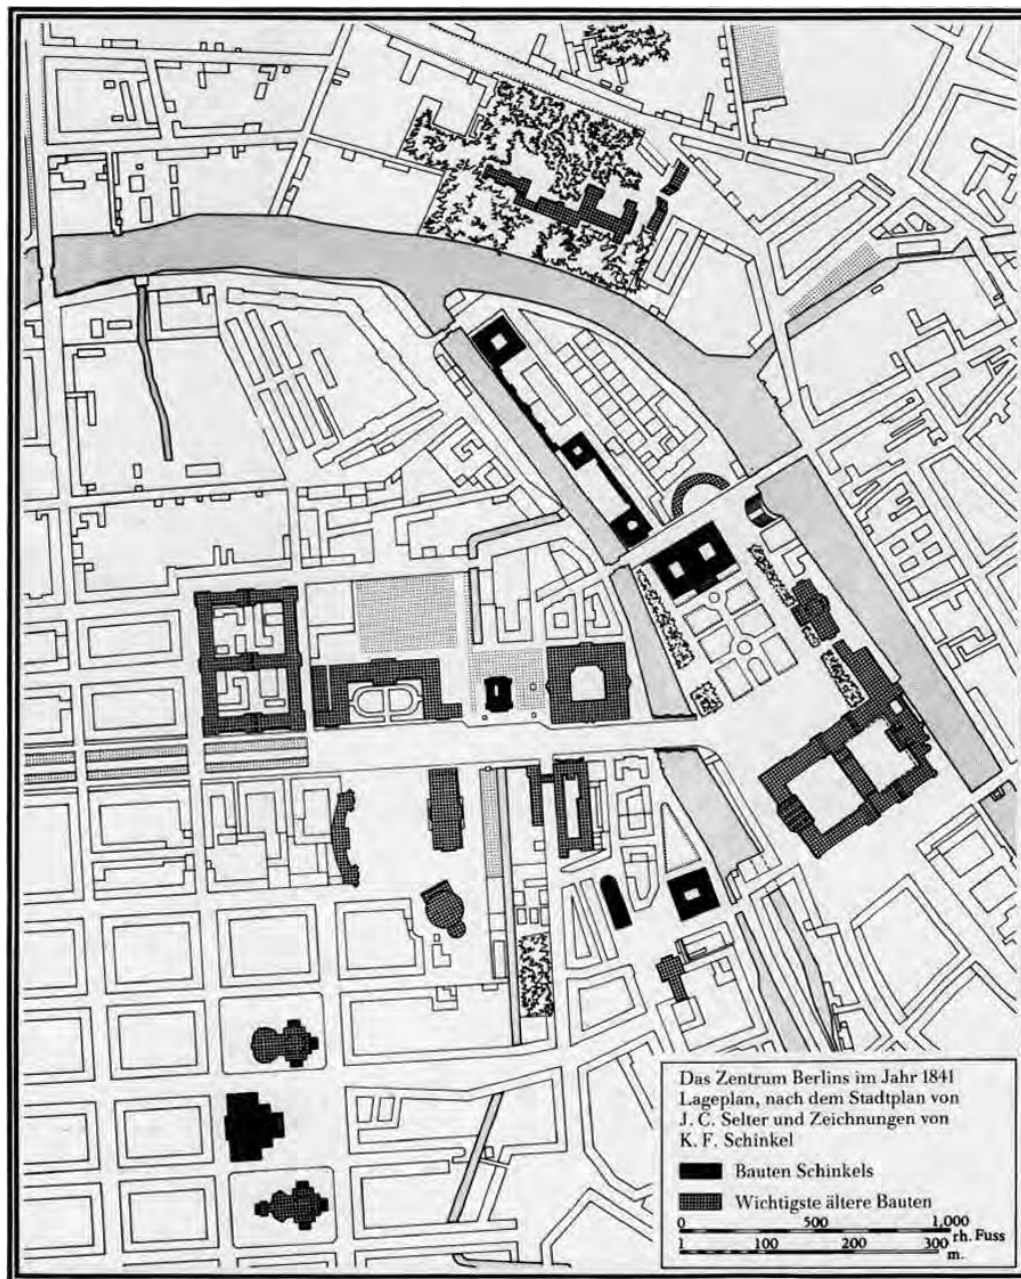 Das Zentrum Berlins im Jahr 1841
Lageplan, nach dem Stadtplan von
J. C. Selter und Zeichnungen von
K. F. Schinkel
Bauten Schinkels
Wichtigste ältere Bauten
0 500 1,000
rh. Fuss
1 100 200 300 m.